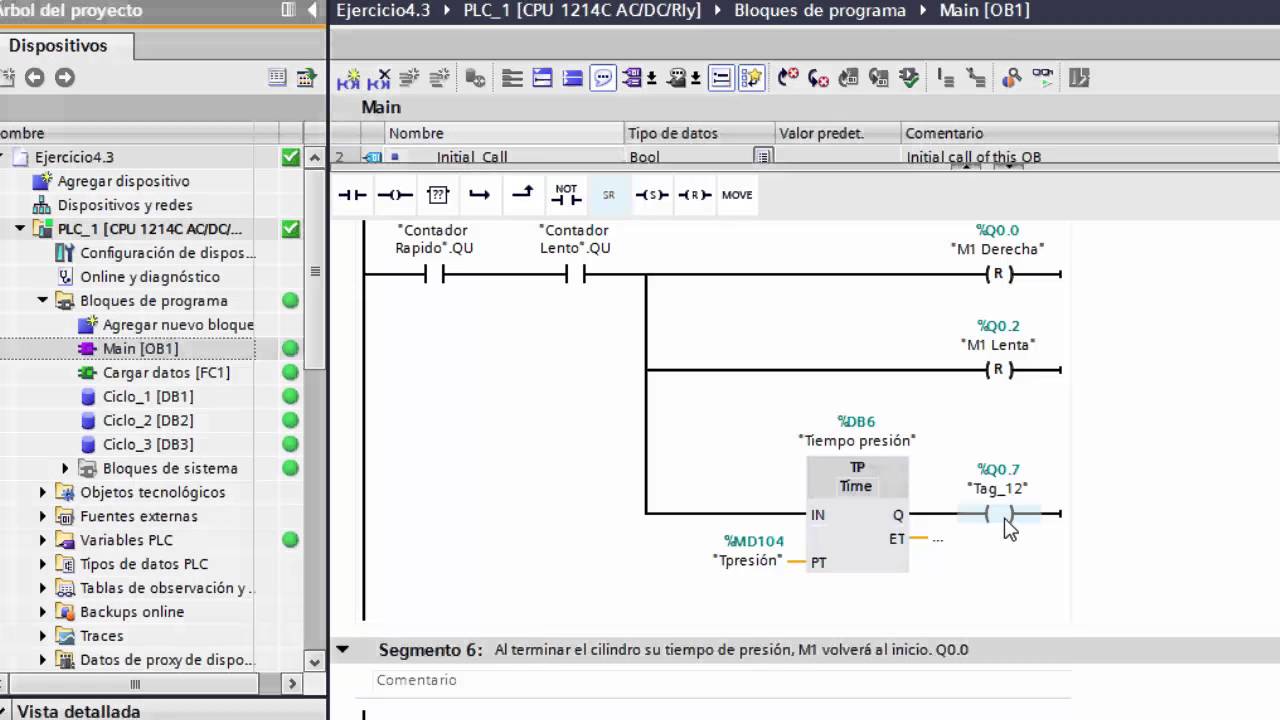 Árbol del proyecto
Ejercicio4.3 PLC_1 [CPU 1214C AC/DC/Rly] Bloques de programa Main [OB1]
Dispositivos
Main
ombre
Nombre Tipo de datos Valor predet. Comentario
2 Initial_Call Bool Initial call of this OB
Ejercicio4.3
Agregar dispositivo
Dispositivos y redes
PLC_1 [CPU 1214C AC/DC/...
Configuración de dispos...
Online y diagnóstico
Bloques de programa
Agregar nuevo bloque
Main [OB1]
Cargar datos [FC1]
Ciclo_1 [DB1]
Ciclo_2 [DB2]
Ciclo_3 [DB3]
Bloques de sistema
Objetos tecnológicos
Fuentes externas
Variables PLC
Tipos de datos PLC
Tablas de observación y ...
Backups online
Traces
Datos de proxy de dispo...
Vista detallada
?? NOT SR S R MOVE
"Contador
Rapido".QU
"Contador
Lento".QU
%Q0.0
"M1 Derecha"
R
%Q0.2
"M1 Lenta"
R
%DB6
"Tiempo presión"
TP
Time
IN Q
ET ...
PT
%MD104
"Tpresión"
%Q0.7
"Tag_12"
Segmento 6: Al terminar el cilindro su tiempo de presión, M1 volverá al inicio. Q0.0
Comentario